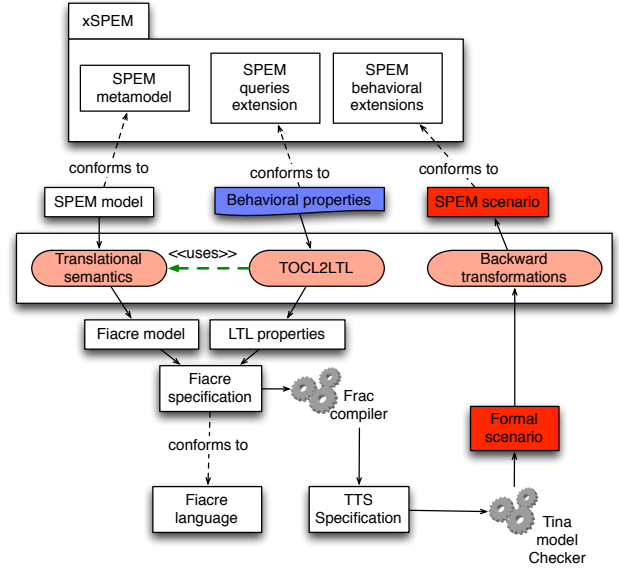 xSPEM
SPEM
metamodel
SPEM
queries
extension
SPEM
behavioral
extensions
conforms to
conforms to
conforms to
SPEM model
Behavioral properties
SPEM scenario
Translational
semantics
<<uses>>
TOCL2LTL
Backward
transformations
Fiacre model
LTL properties
Fiacre
specification
Frac
compiler
conforms to
Formal
scenario
Fiacre
language
TTS
Specification
Tina
model
Checker